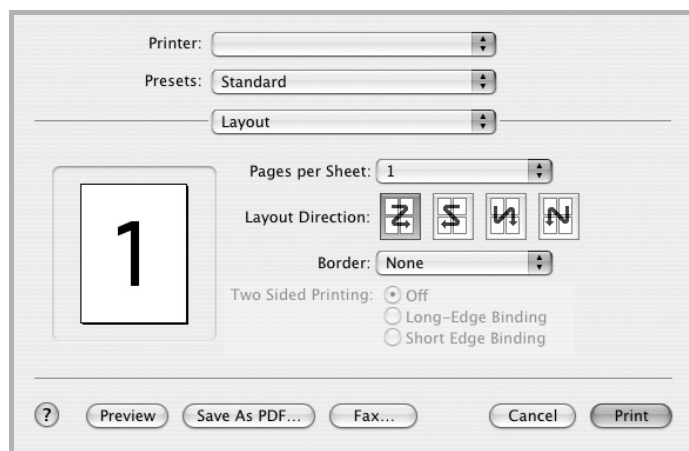 Printer:
Presets: Standard
Layout
Pages per Sheet: 1
1
Layout Direction:
Border: None
Two Sided Printing: Off
Long-Edge Binding
Short Edge Binding
? Preview Save As PDF... Fax... Cancel Print